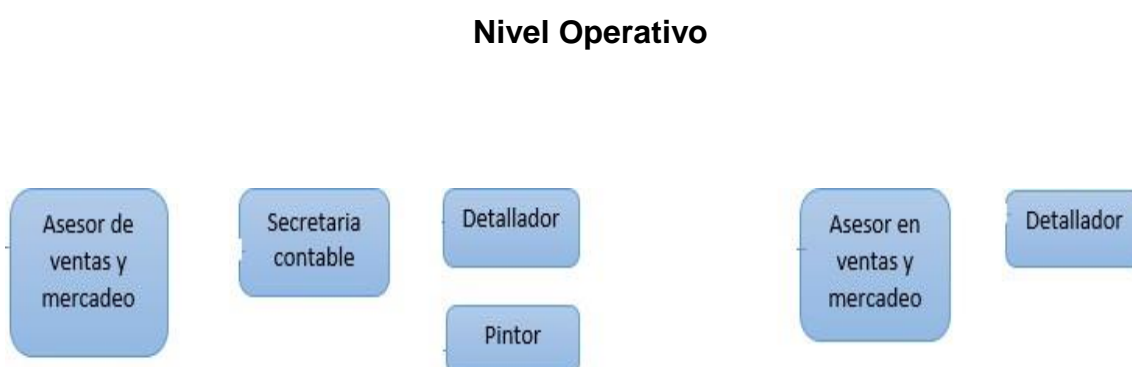 Nivel Operativo
Asesor de
ventas y
mercadeo
Secretaria
contable
Detallador
Pintor
Asesor en
ventas y
mercadeo
Detallador